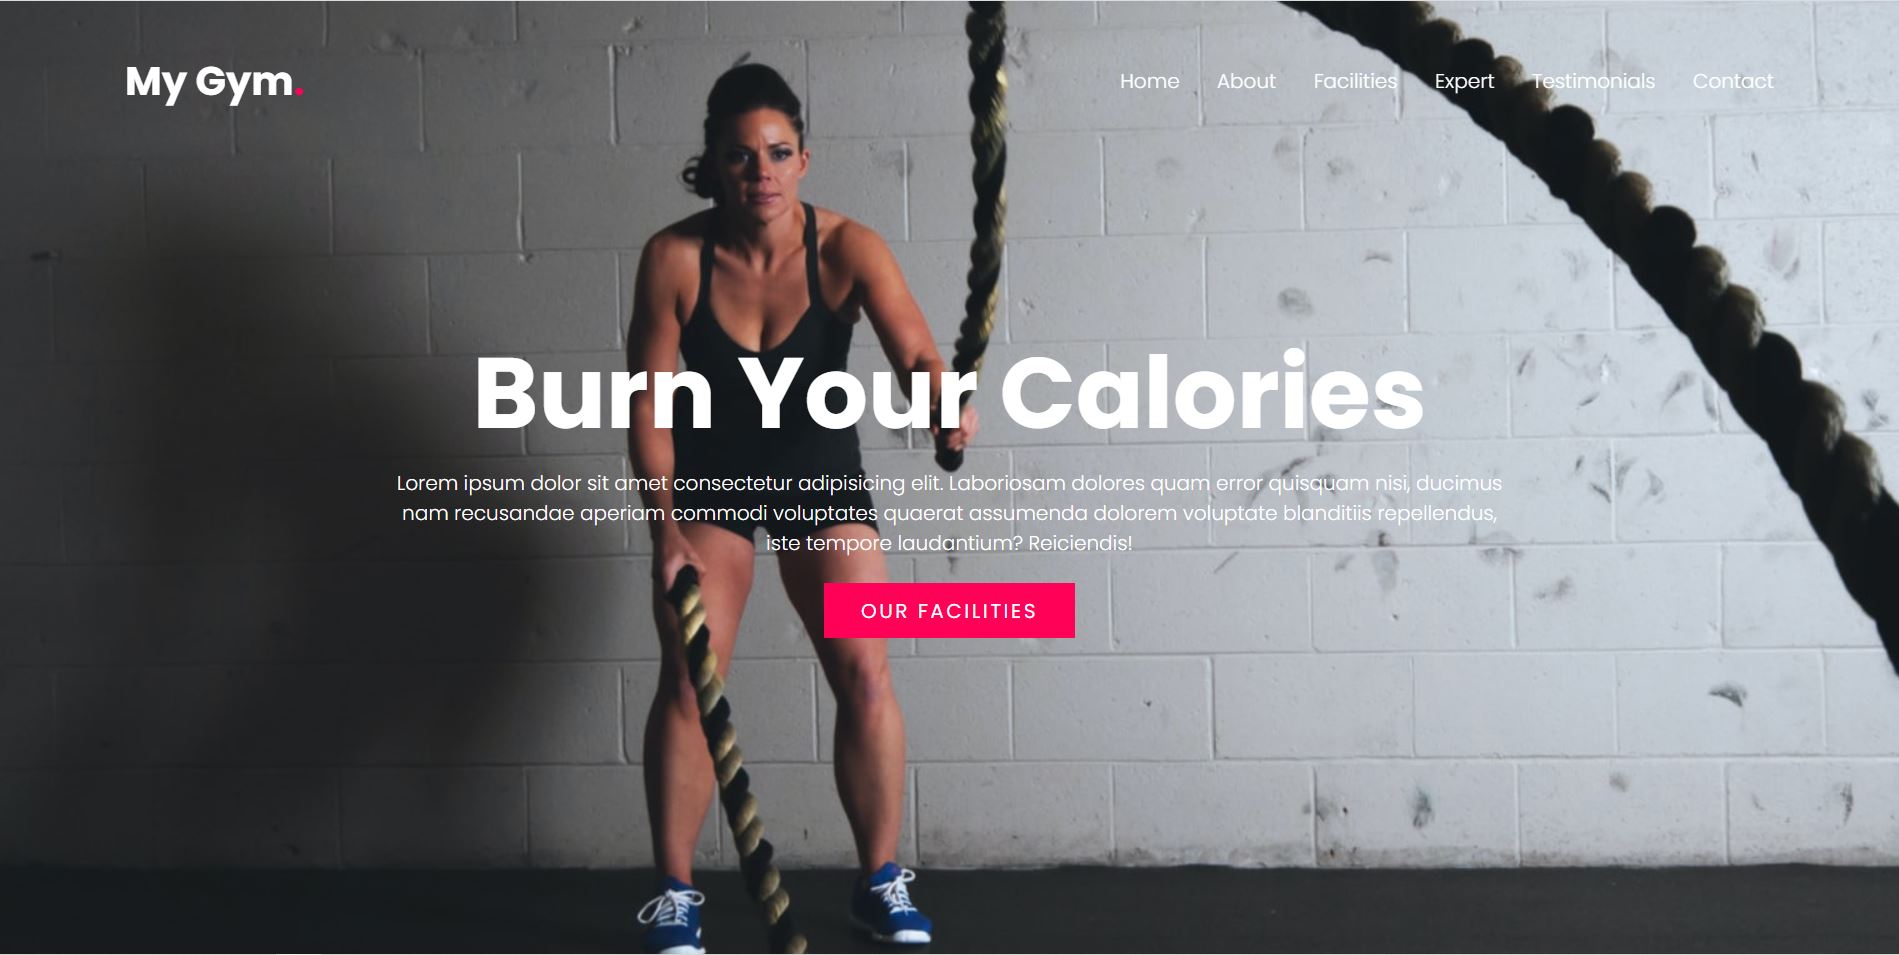 My Gym.
Home About Facilities Expert Testimonials Contact
Burn Your Calories
Lorem ipsum dolor sit amet consectetur adipisicing elit. Laboriosam dolores quam error quisquam nisi, ducimus
nam recusandae aperiam commodi voluptates quaerat assumenda dolorem voluptate blanditiis repellendus,
iste tempore laudantium? Reiciendis!
OUR FACILITIES